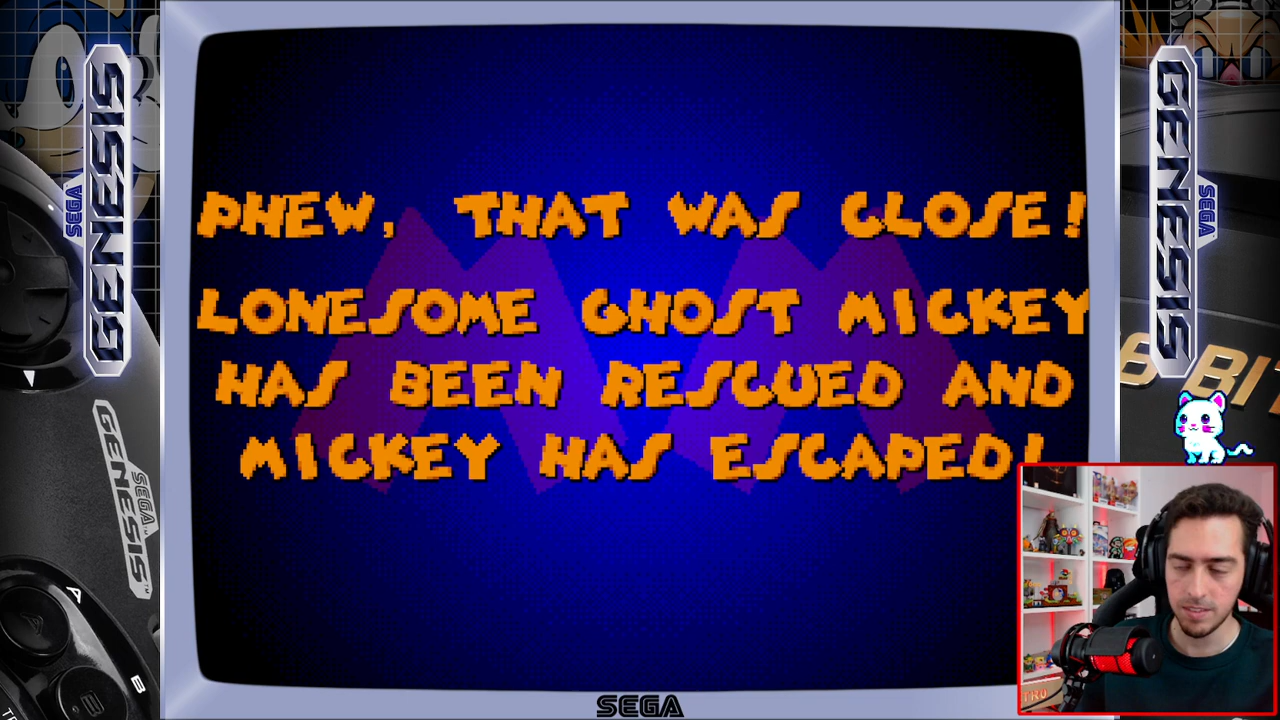 PHEW, THAT WAS CLOSE!
LONESOME GHOST MICKEY
HAS BEEN RESCUED AND
MICKEY HAS ESCAPED!
SEGA
GENESIS
SEGA
GENESIS
SEGA
GENESIS
SEGA
A
B
BIT
SEGA